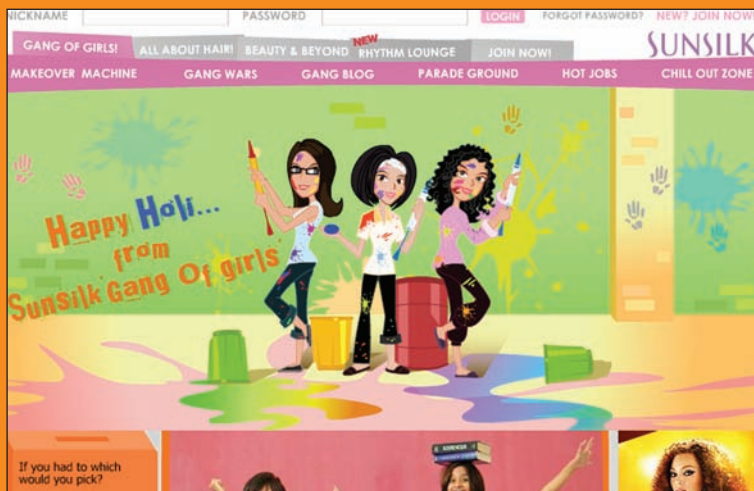 NICKNAME PASSWORD LOGIN FORGOT PASSWORD? NEW? JOIN NOW!
GANG OF GIRLS! ALL ABOUT HAIR! BEAUTY & BEYOND NEW RHYTHM LOUNGE JOIN NOW! SUNSILK
MAKEOVER MACHINE GANG WARS GANG BLOG PARADE GROUND HOT JOBS CHILL OUT ZONE
Happy Holi...
from
Sunsilk Gang Of girls
If you had to which
would you pick?